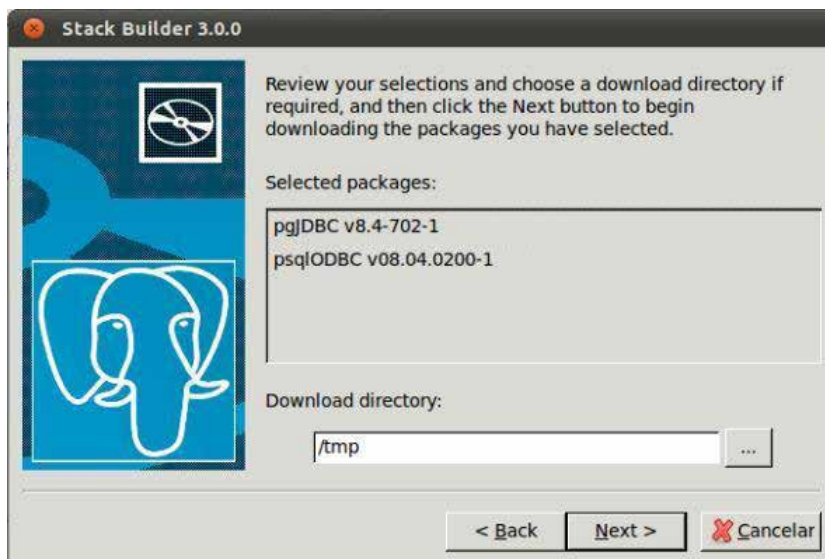 Stack Builder 3.0.0
Review your selections and choose a download directory if
required, and then click the Next button to begin
downloading the packages you have selected.
Selected packages:
pgJDBC v8.4-702-1
psqlODBC v08.04.0200-1
Download directory:
/tmp
...
< Back
Next >
Cancelar